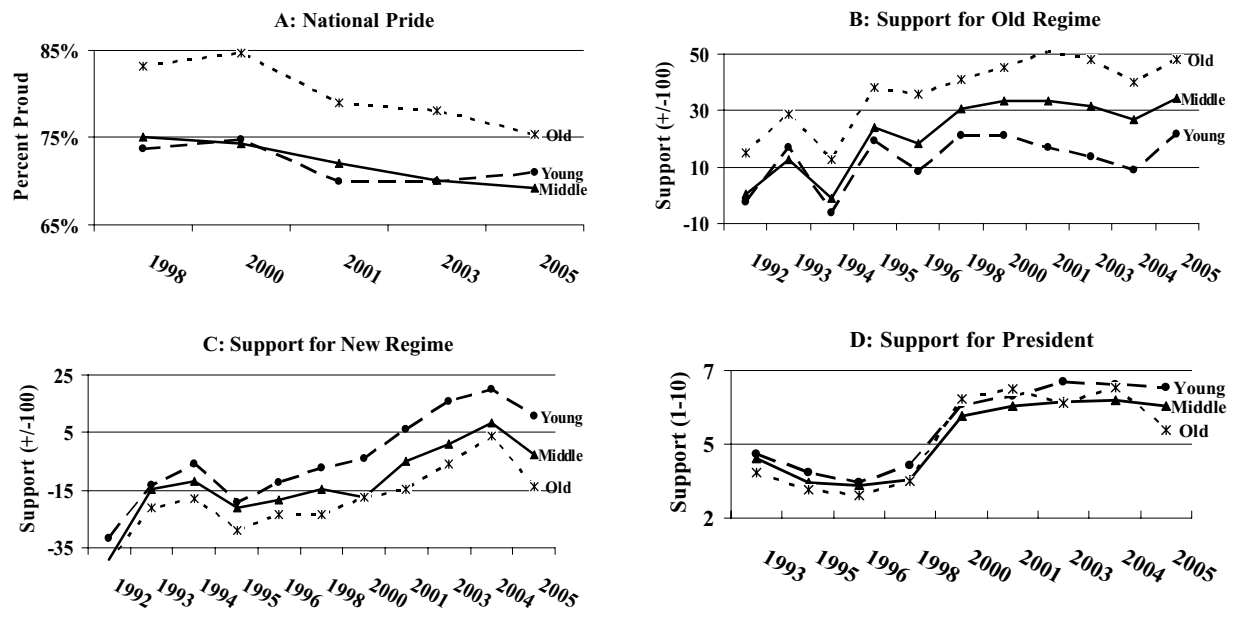 A: National Pride
Percent Proud
85%
75%
65%
Old
Young
Middle
1998
2000
2001
2003
2005
B: Support for Old Regime
Support (+/-100)
50
30
10
-10
Old
Middle
Young
1992
1993
1994
1995
1996
1998
2000
2001
2003
2004
2005
C: Support for New Regime
Support (+/-100)
25
5
-15
-35
Young
Middle
Old
1992
1993
1994
1995
1996
1998
2000
2001
2003
2004
2005
D: Support for President
Support (1-10)
7
5
2
Young
Middle
Old
1993
1995
1996
1998
2000
2001
2003
2004
2005